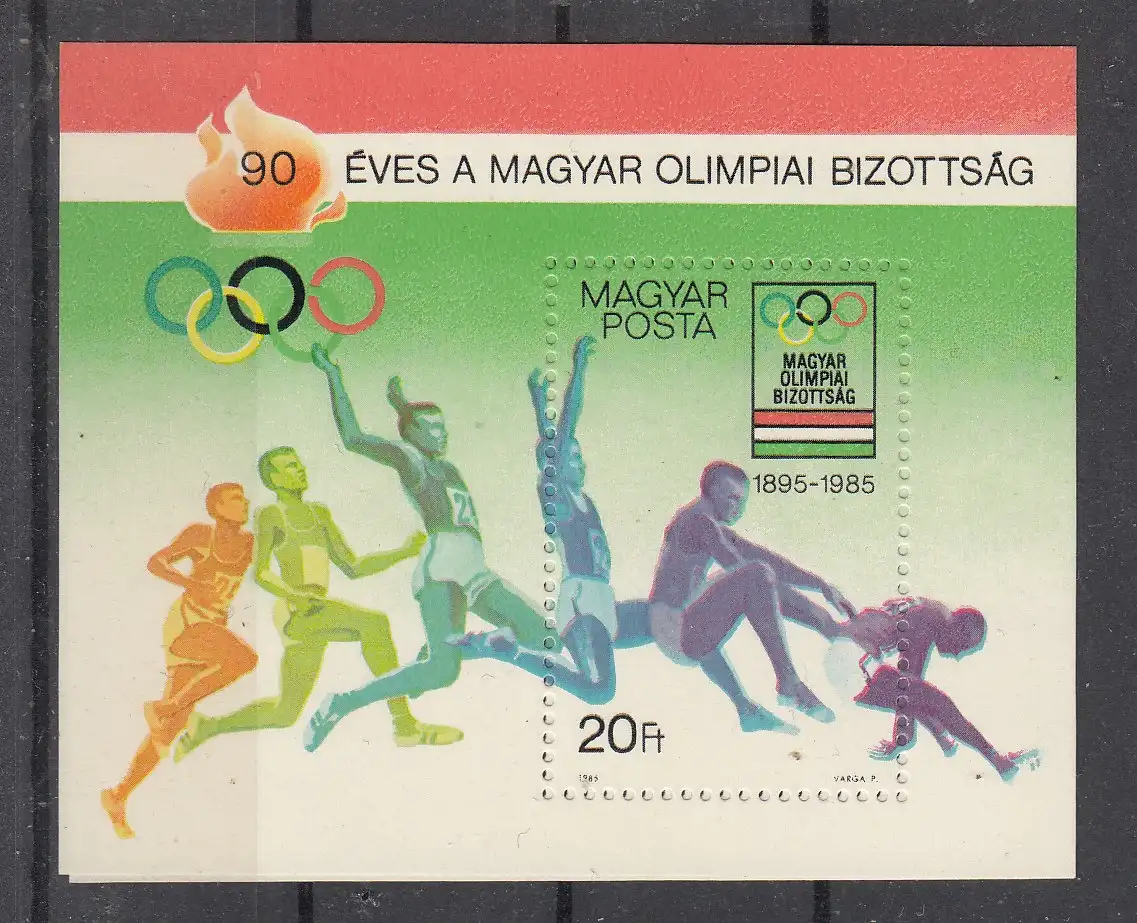 90 ÉVES A MAGYAR OLIMPIAI BIZOTTSÁG
MAGYAR
POSTA
MAGYAR
OLIMPIAI
BIZOTTSÁG
1895-1985
20Ft
1985 VARGA P.